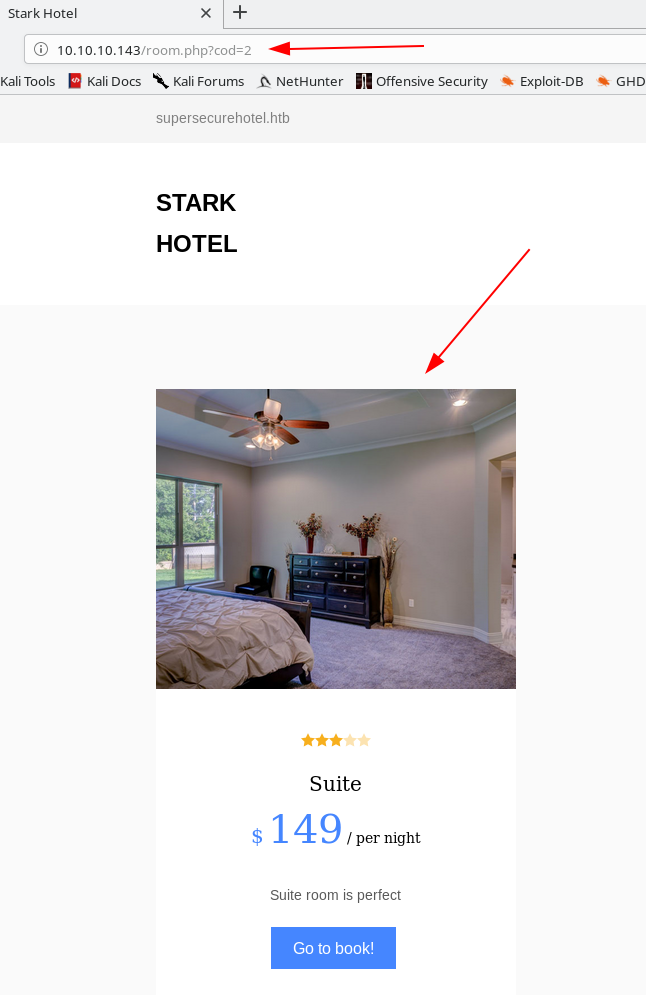 Stark Hotel
10.10.10.143/room.php?cod=2
Kali Tools Kali Docs Kali Forums NetHunter Offensive Security Exploit-DB GHD
supersecurehotel.htb
STARK
HOTEL
Suite
$ 149 / per night
Suite room is perfect
Go to book!